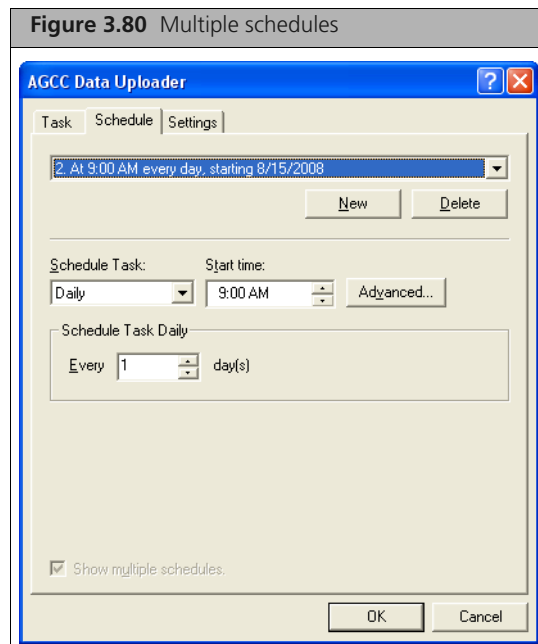 Figure 3.80 Multiple schedules
AGCC Data Uploader
Task Schedule Settings
2. At 9:00 AM every day, starting 8/15/2008
New Delete
Schedule Task: Start time:
Daily 9:00 AM Advanced...
Schedule Task Daily
Every 1 day(s)
Show multiple schedules.
OK Cancel